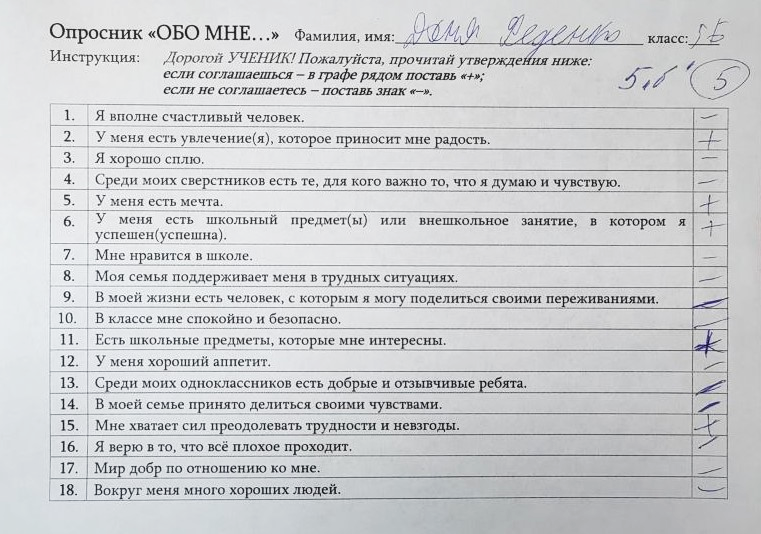 Опросник «ОБО МНЕ...» Фамилия, имя: Даня класс: 5 Б
Инструкция: Дорогой УЧЕНИК! Пожалуйста, прочитай утверждения ниже:
если соглашаешься – в графе рядом поставь «+»;
если не соглашаетесь – поставь знак «–».
5
1. Я вполне счастливый человек. –
2. У меня есть увлечение(я), которое приносит мне радость. +
3. Я хорошо сплю. –
4. Среди моих сверстников есть те, для кого важно то, что я думаю и чувствую. –
5. У меня есть мечта. +
6. У меня есть школьный предмет(ы) или внешкольное занятие, в котором я
успешен(успешна). +
7. Мне нравится в школе. –
8. Моя семья поддерживает меня в трудных ситуациях. –
9. В моей жизни есть человек, с которым я могу поделиться своими переживаниями. –
10. В классе мне спокойно и безопасно. –
11. Есть школьные предметы, которые мне интересны. +
12. У меня хороший аппетит. –
13. Среди моих одноклассников есть добрые и отзывчивые ребята. –
14. В моей семье принято делиться своими чувствами. –
15. Мне хватает сил преодолевать трудности и невзгоды. +
16. Я верю в то, что всё плохое проходит. –
17. Мир добр по отношению ко мне. –
18. Вокруг меня много хороших людей. –